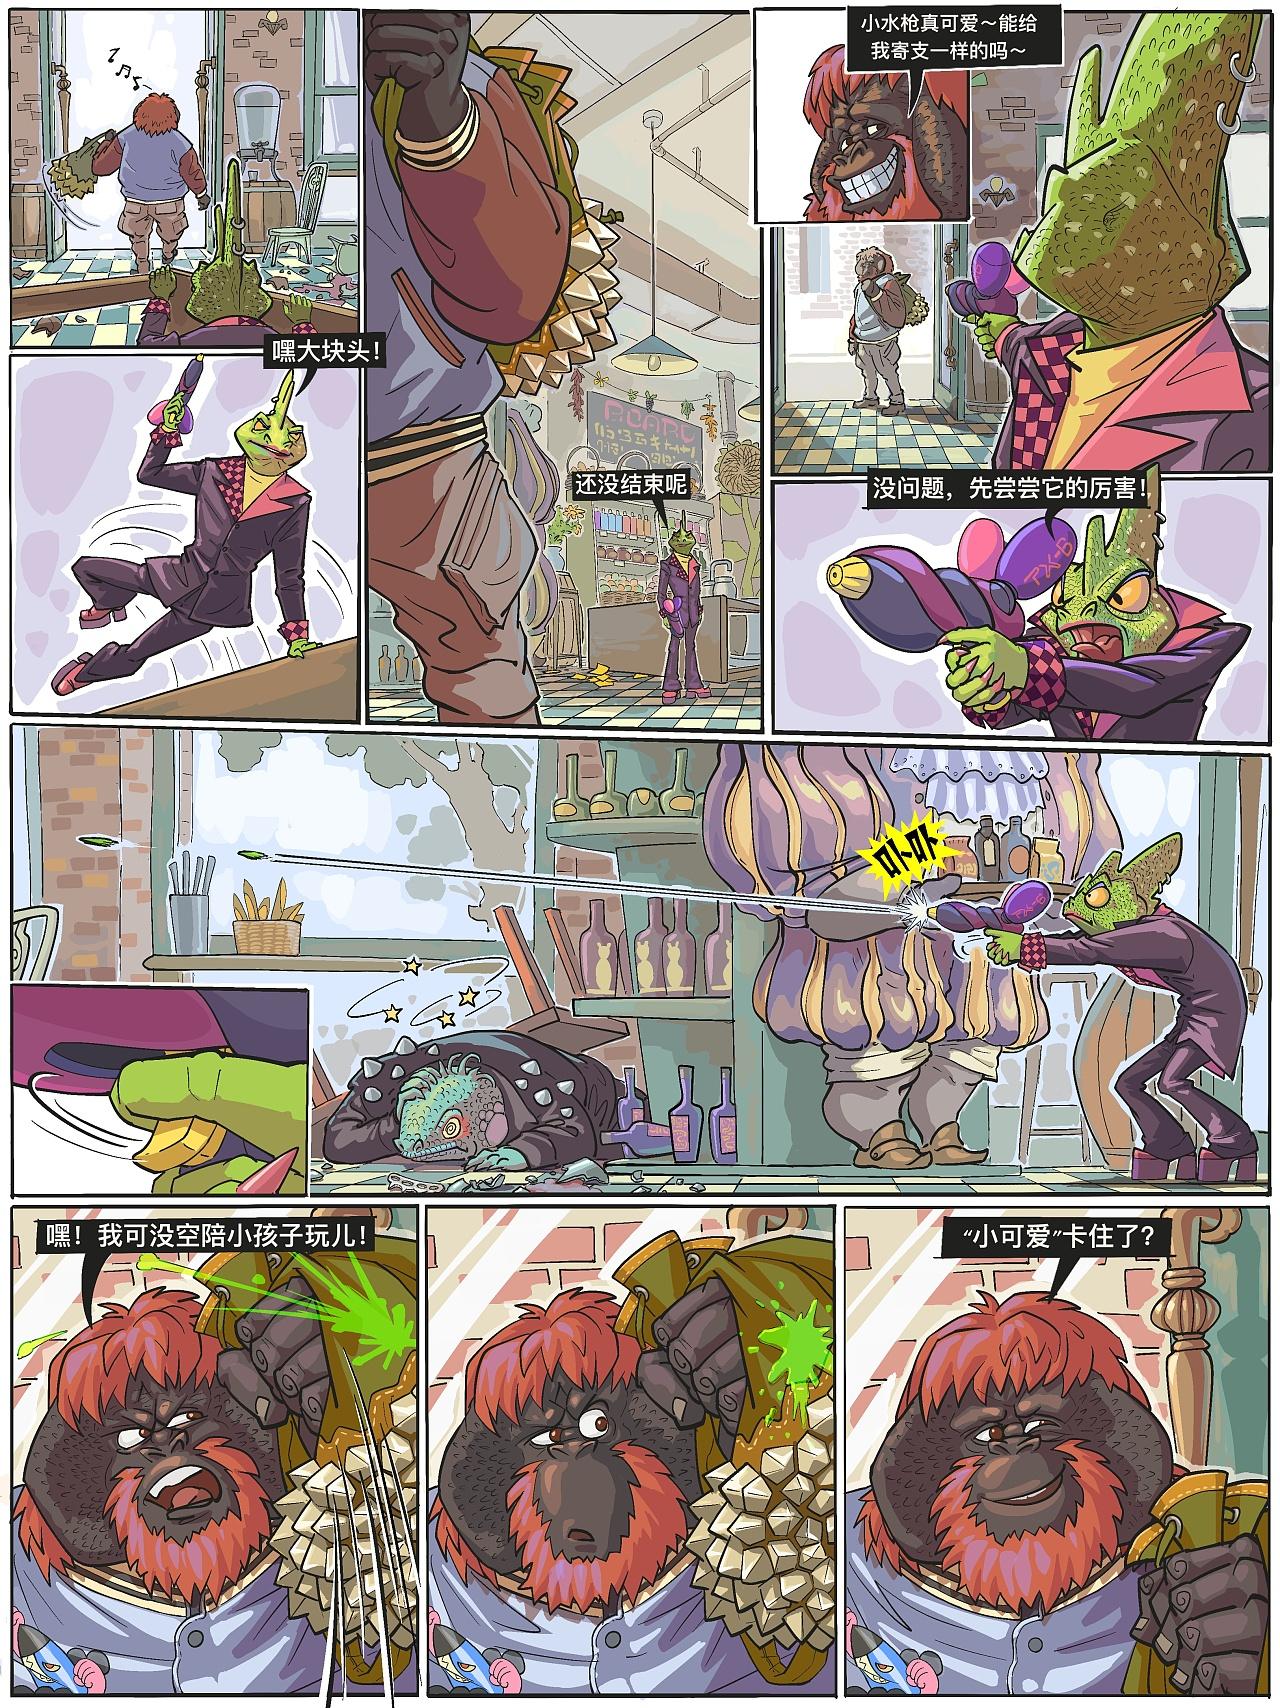 嘿大块头！
还没结束呢
小水枪真可爱～能给
我寄支一样的吗～
没问题，先尝尝它的厉害！
嘿！我可没空陪小孩子玩儿！
“小可爱”卡住了？